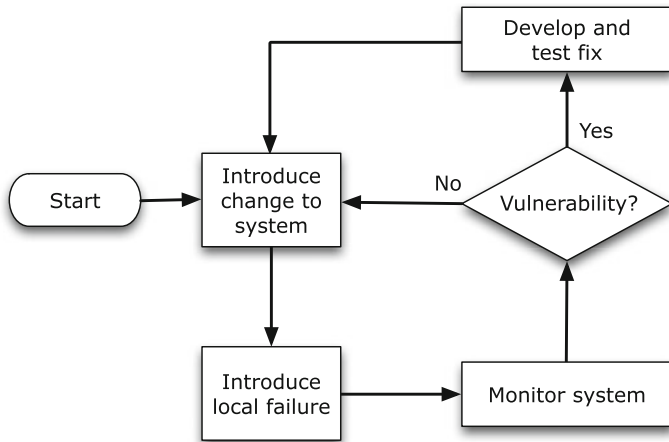 Develop and
test fix
Yes
Introduce
change to
system
No
Start
Vulnerability?
Introduce
local failure
Monitor system